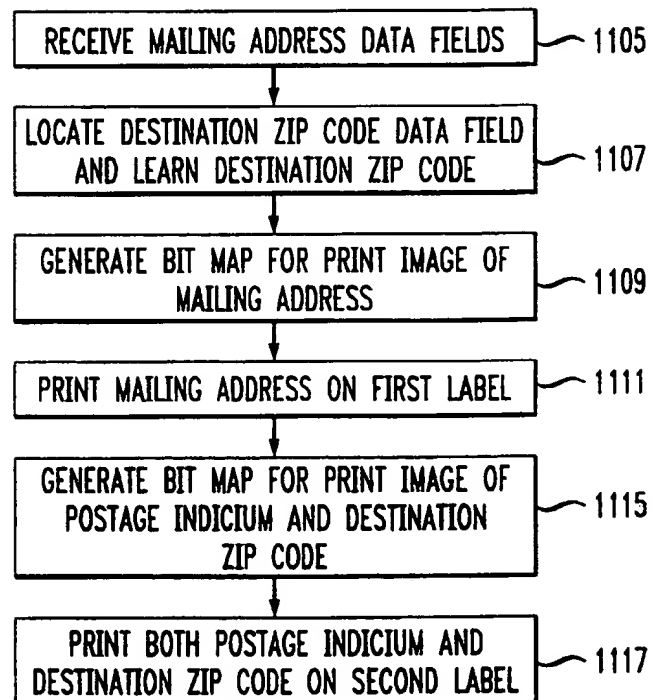 RECEIVE MAILING ADDRESS DATA FIELDS
1105
LOCATE DESTINATION ZIP CODE DATA FIELD
AND LEARN DESTINATION ZIP CODE
1107
GENERATE BIT MAP FOR PRINT IMAGE OF
MAILING ADDRESS
1109
PRINT MAILING ADDRESS ON FIRST LABEL
1111
GENERATE BIT MAP FOR PRINT IMAGE OF
POSTAGE INDICIUM AND DESTINATION
ZIP CODE
1115
PRINT BOTH POSTAGE INDICIUM AND
DESTINATION ZIP CODE ON SECOND LABEL
1117